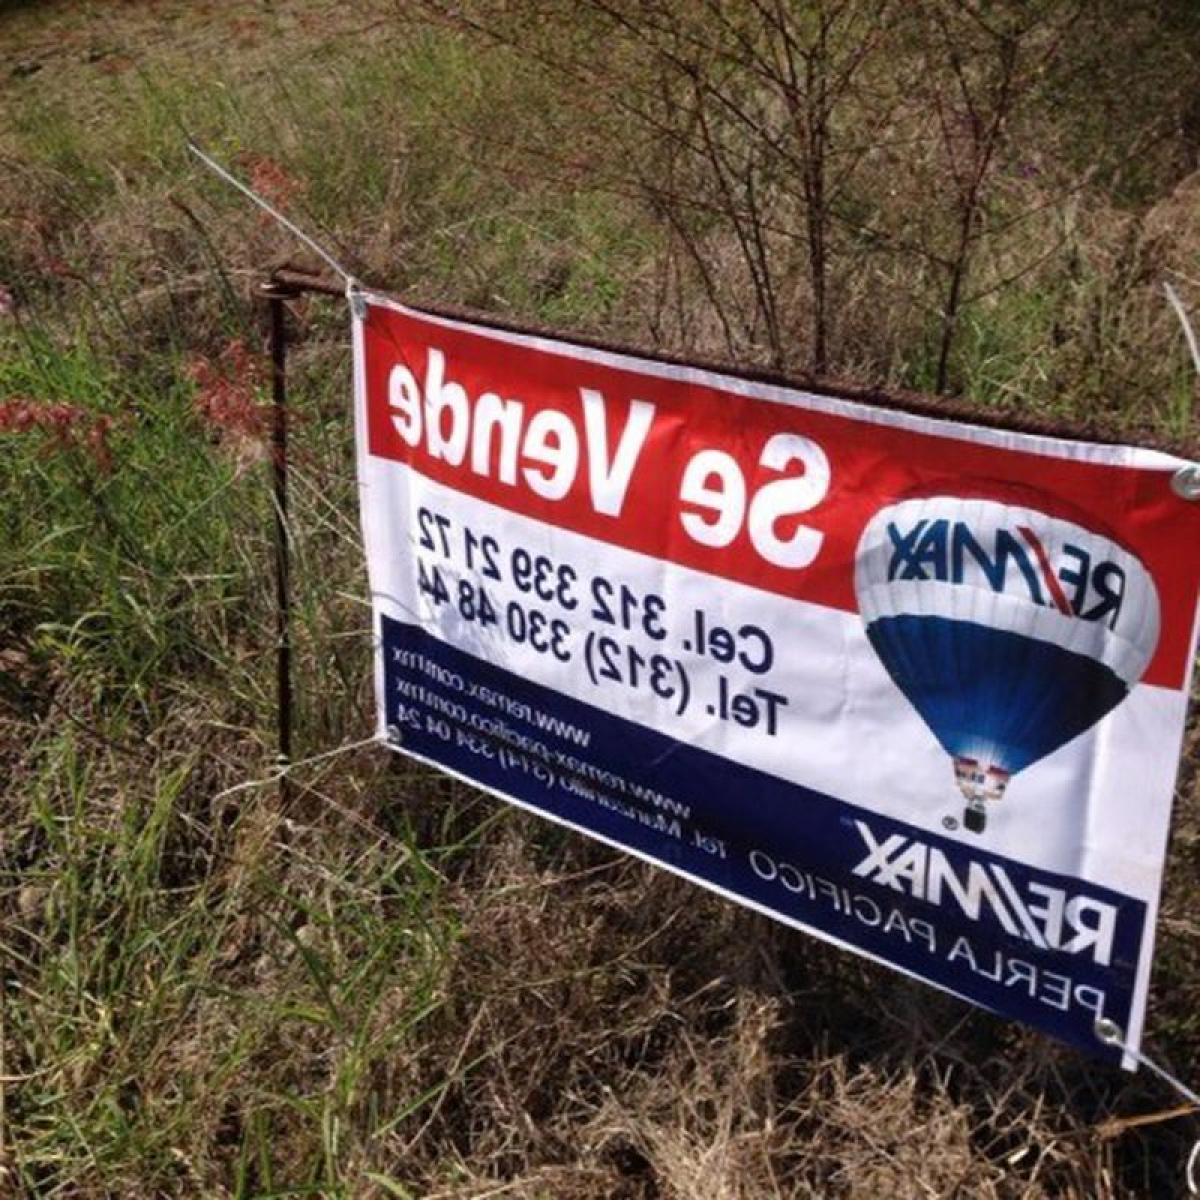 RE/MAX
Se Vende
Cel. 312 339 21 72
Tel. (312) 330 48 44
www.remax.com.mx
www.remax-pacifico.com.mx
Tel. Manzanillo (314) 334 04 24
RE/MAX
PERLA PACIFICO